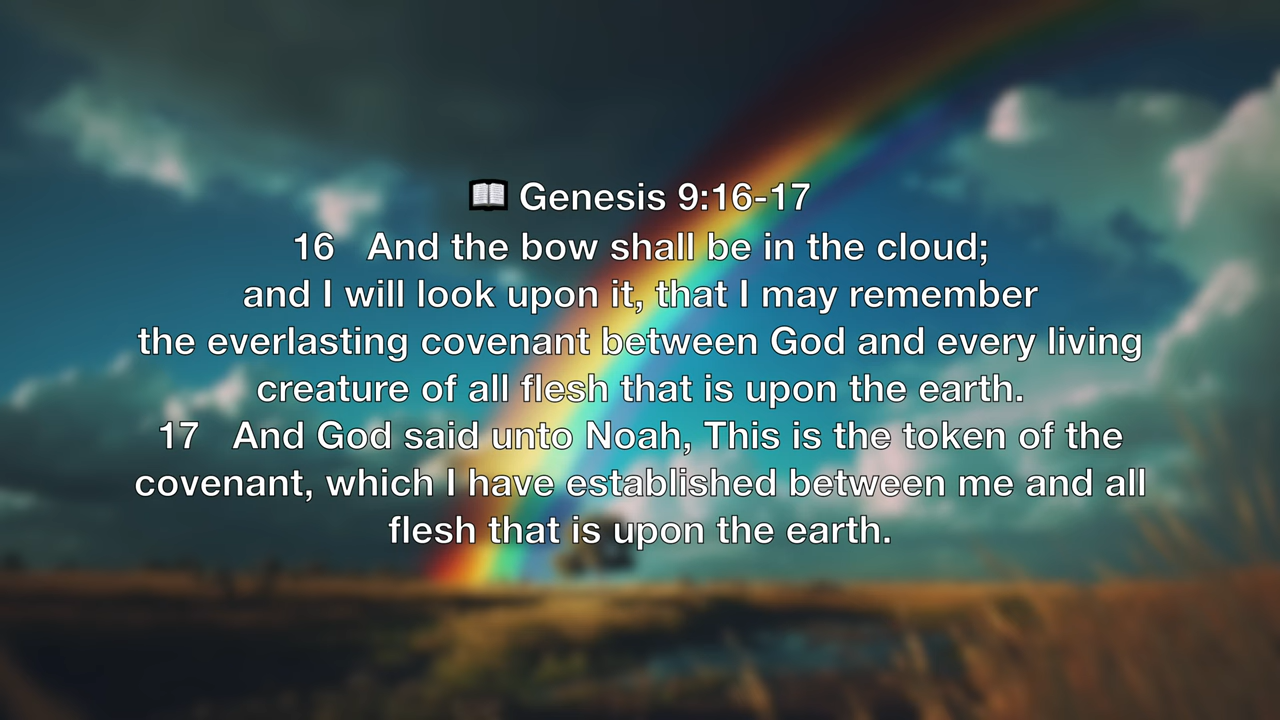 📖 Genesis 9:16-17
16 And the bow shall be in the cloud;
and I will look upon it, that I may remember
the everlasting covenant between God and every living
creature of all flesh that is upon the earth.
17 And God said unto Noah, This is the token of the
covenant, which I have established between me and all
flesh that is upon the earth.